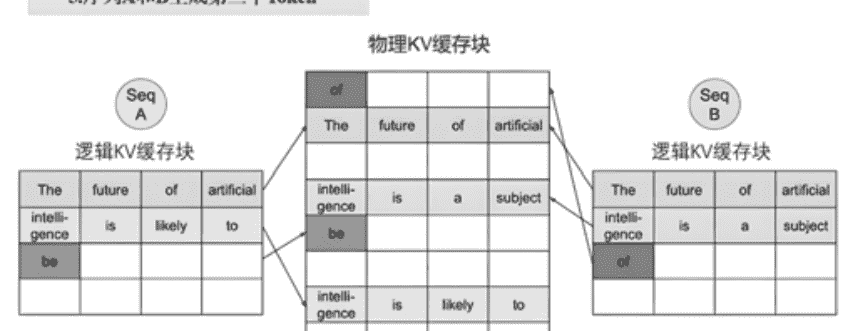 物理KV缓存块
Seq A
逻辑KV缓存块
The future of artificial
intelli-gence is likely to
be
of
The future of artificial
intelli-gence is a subject
be
intelli-gence is likely to
Seq B
逻辑KV缓存块
The future of artificial
intelli-gence is a subject
of